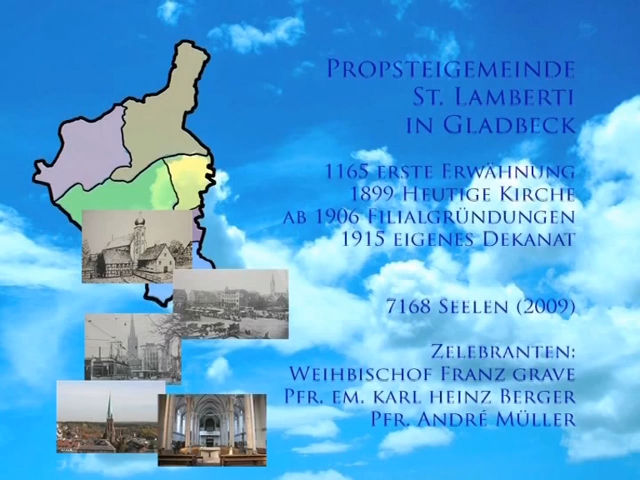 Propsteigemeinde
St. Lamberti
in Gladbeck
1165 erste Erwähnung
1899 Heutige Kirche
ab 1906 Filialgründungen
1915 eigenes Dekanat
7168 Seelen (2009)
Zelebranten:
Weihbischof Franz grave
Pfr. em. karl heinz Berger
Pfr. André Müller